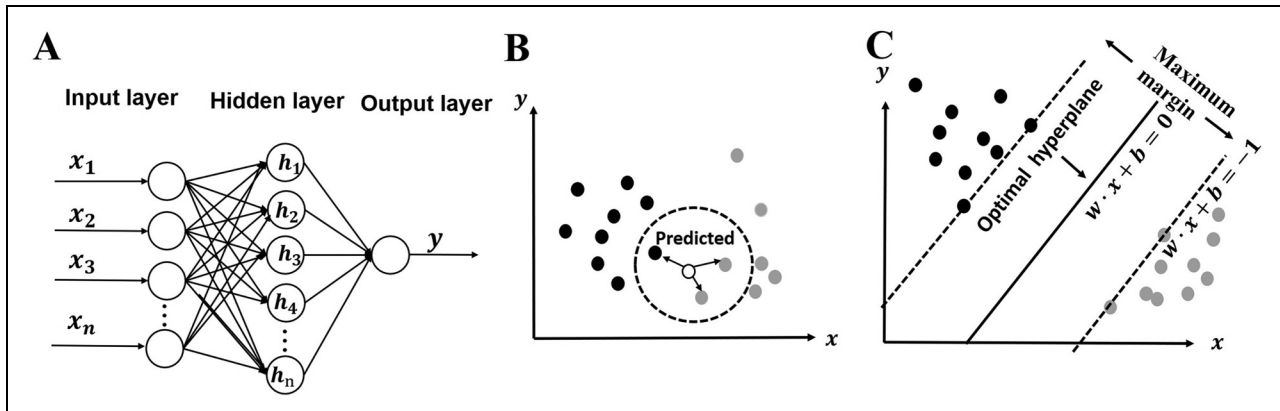 A
Input layer
Hidden layer
Output layer
x₁
x₂
x₃
xₙ
h₁
h₂
h₃
h₄
hₙ
y
B
y
Predicted
x
C
y
Maximum
margin
Optimal hyperplane
w · x + b = 0
w · x + b = −1
x